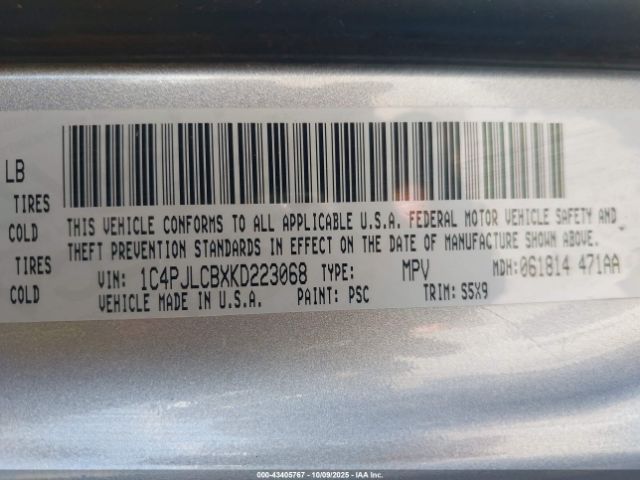 LB
TIRES
COLD
TIRES
COLD
THIS VEHICLE CONFORMS TO ALL APPLICABLE U.S.A. FEDERAL MOTOR VEHICLE SAFETY AND
THEFT PREVENTION STANDARDS IN EFFECT ON THE DATE OF MANUFACTURE SHOWN ABOVE.
VIN: 1C4PJLCBXKD223068 TYPE: MPV MDH: 061814 471AA
VEHICLE MADE IN U.S.A. PAINT: PSC TRIM: S5X9
000-43405767 - 10/09/2025 - IAA, Inc.